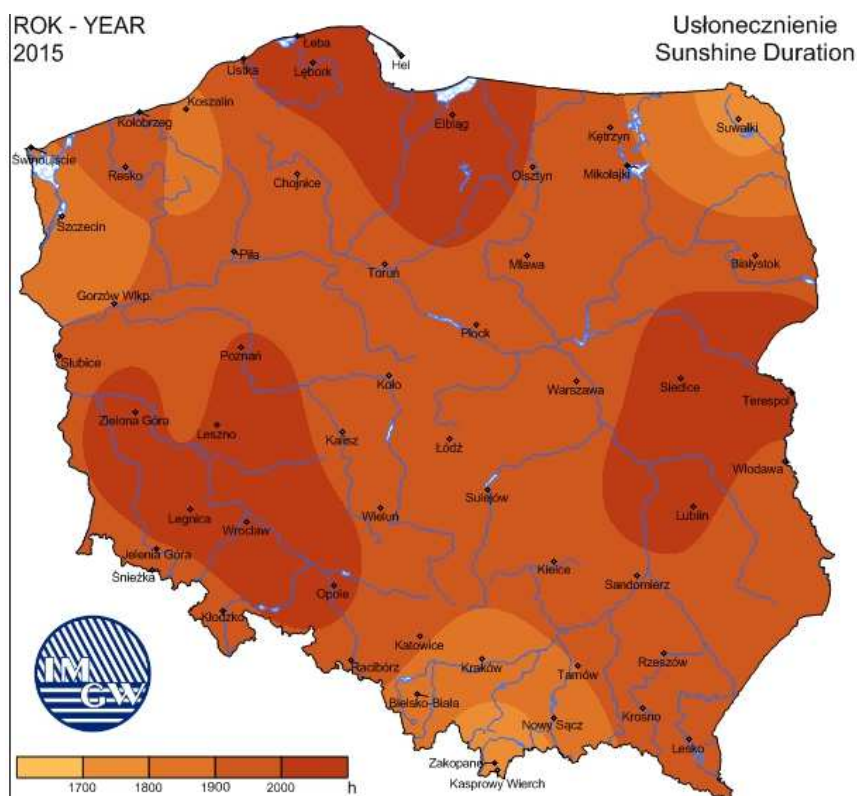 ROK - YEAR
2015
Usłonecznienie
Sunshine Duration
Łeba
Hel
Ustka
Lębork
Koszalin
Kołobrzeg
Elbląg
Kętrzyn
Suwałki
Świnoujście
Resko
Chojnice
Olsztyn
Mikołajki
Szczecin
Piła
Toruń
Mława
Białystok
Gorzów Wlkp.
Płock
Słubice
Poznań
Koło
Warszawa
Siedlce
Terespol
Zielona Góra
Leszno
Kalisz
Łódź
Włodawa
Sulejów
Legnica
Wrocław
Wieluń
Lublin
Jelenia Góra
Śnieżka
Kielce
Sandomierz
Opole
Kłodzko
Katowice
Racibórz
Kraków
Tarnów
Rzeszów
Bielsko-Biała
Nowy Sącz
Krosno
Lesko
Zakopane
Kasprowy Wierch
IM
GW
1700 1800 1900 2000 h